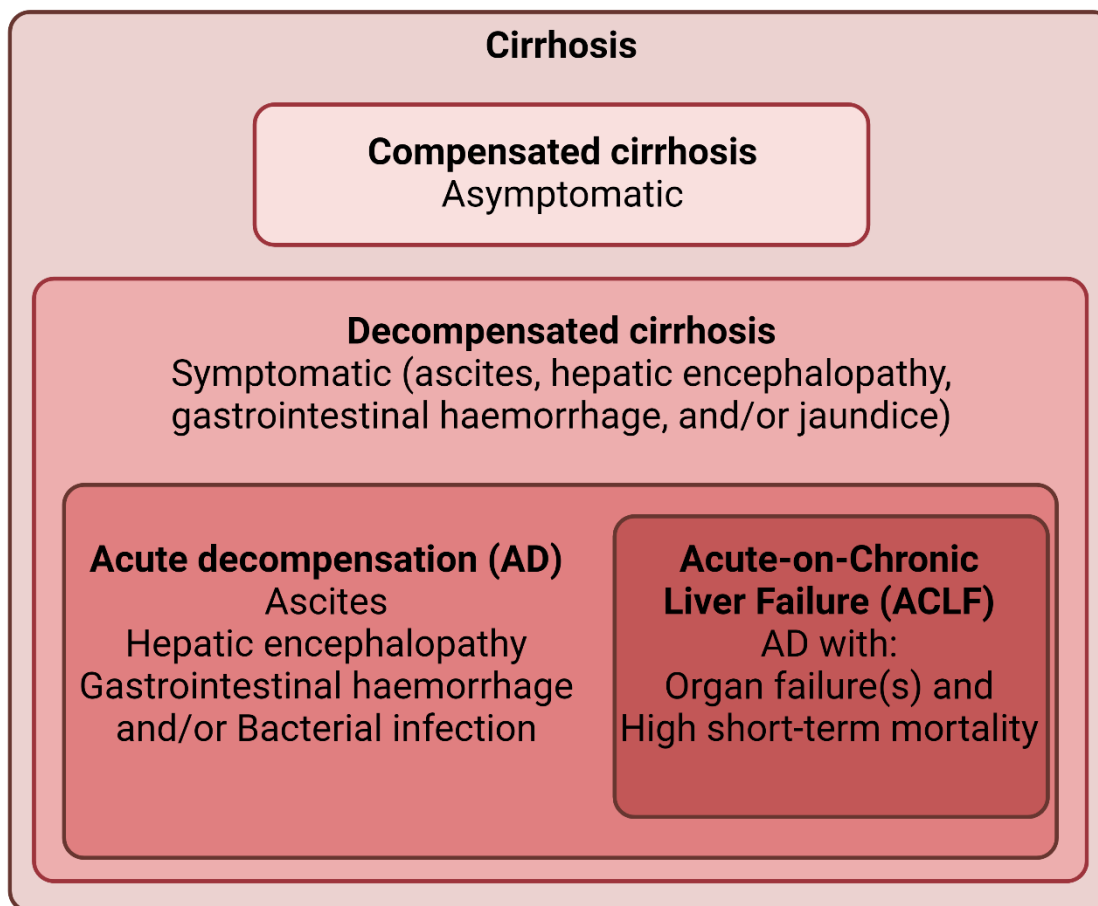 Cirrhosis
Compensated cirrhosis
Asymptomatic
Decompensated cirrhosis
Symptomatic (ascites, hepatic encephalopathy,
gastrointestinal haemorrhage, and/or jaundice)
Acute decompensation (AD)
Ascites
Hepatic encephalopathy
Gastrointestinal haemorrhage
and/or Bacterial infection
Acute-on-Chronic
Liver Failure (ACLF)
AD with:
Organ failure(s) and
High short-term mortality